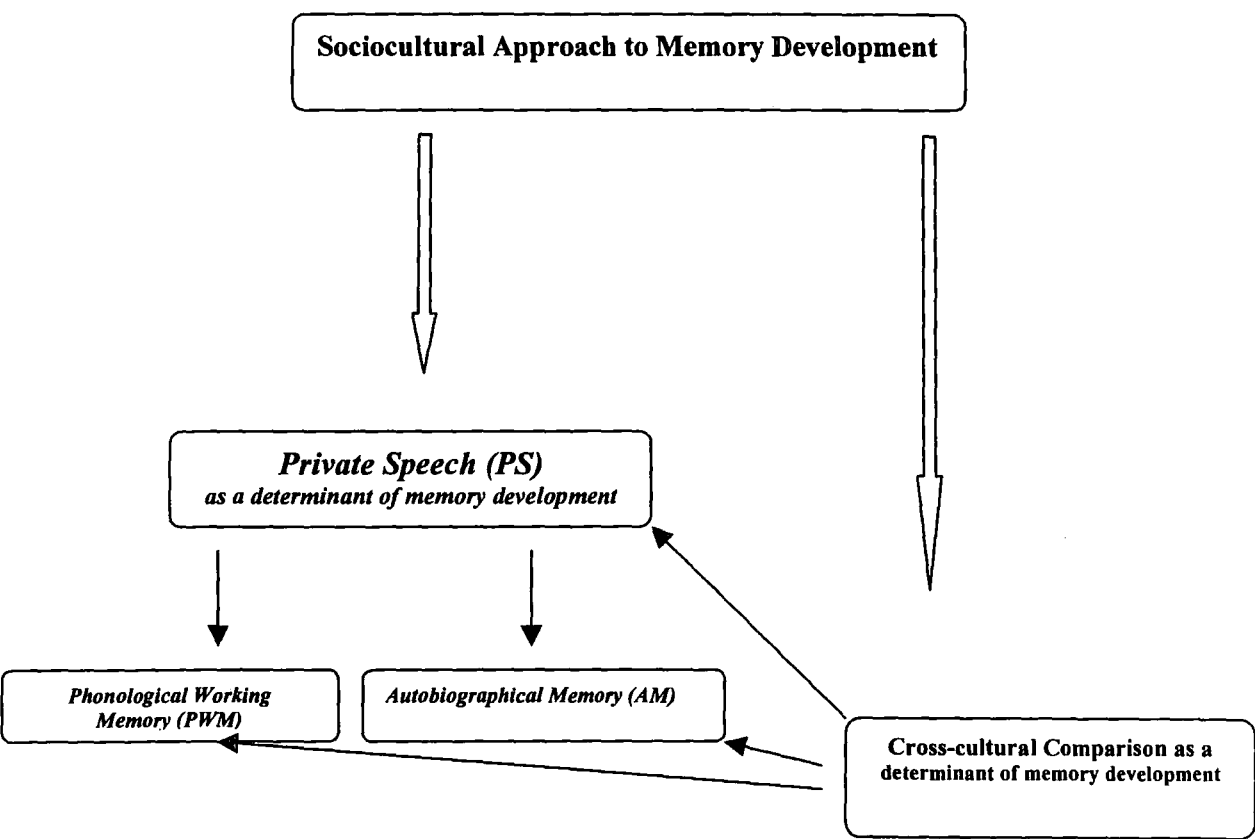 Sociocultural Approach to Memory Development
Private Speech (PS)
as a determinant of memory development
Phonological Working
Memory (PWM)
Autobiographical Memory (AM)
Cross-cultural Comparison as a
determinant of memory development